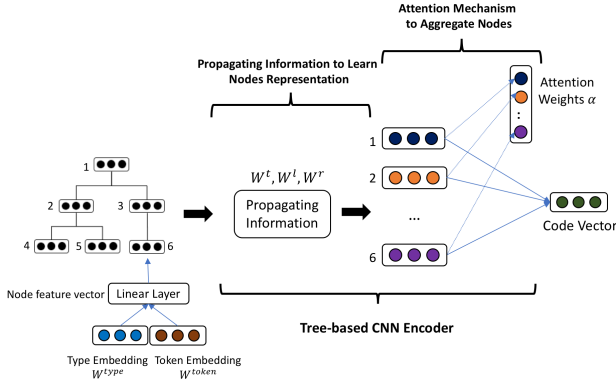 Attention Mechanism
to Aggregate Nodes
Propagating Information to Learn
Nodes Representation
Attention
Weights α
:
1
1
W^t, W^l, W^r
2
2
3
Propagating
Information
...
Code Vector
4
5
6
6
Node feature vector
Linear Layer
Tree-based CNN Encoder
Type Embedding
W^type
Token Embedding
W^token